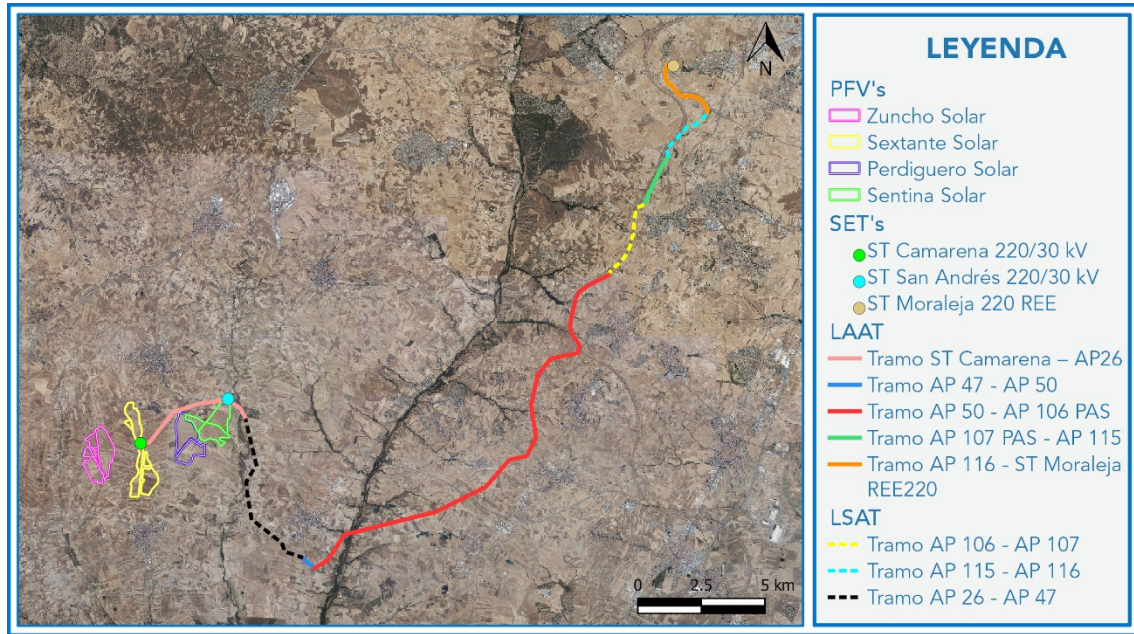 N
0 2.5 5 km
LEYENDA
PFV's
Zuncho Solar
Sextante Solar
Perdiguero Solar
Sentina Solar
SET's
ST Camarena 220/30 kV
ST San Andrés 220/30 kV
ST Moraleja 220 REE
LAAT
Tramo ST Camarena – AP26
Tramo AP 47 - AP 50
Tramo AP 50 - AP 106 PAS
Tramo AP 107 PAS - AP 115
Tramo AP 116 - ST Moraleja
REE220
LSAT
Tramo AP 106 - AP 107
Tramo AP 115 - AP 116
Tramo AP 26 - AP 47